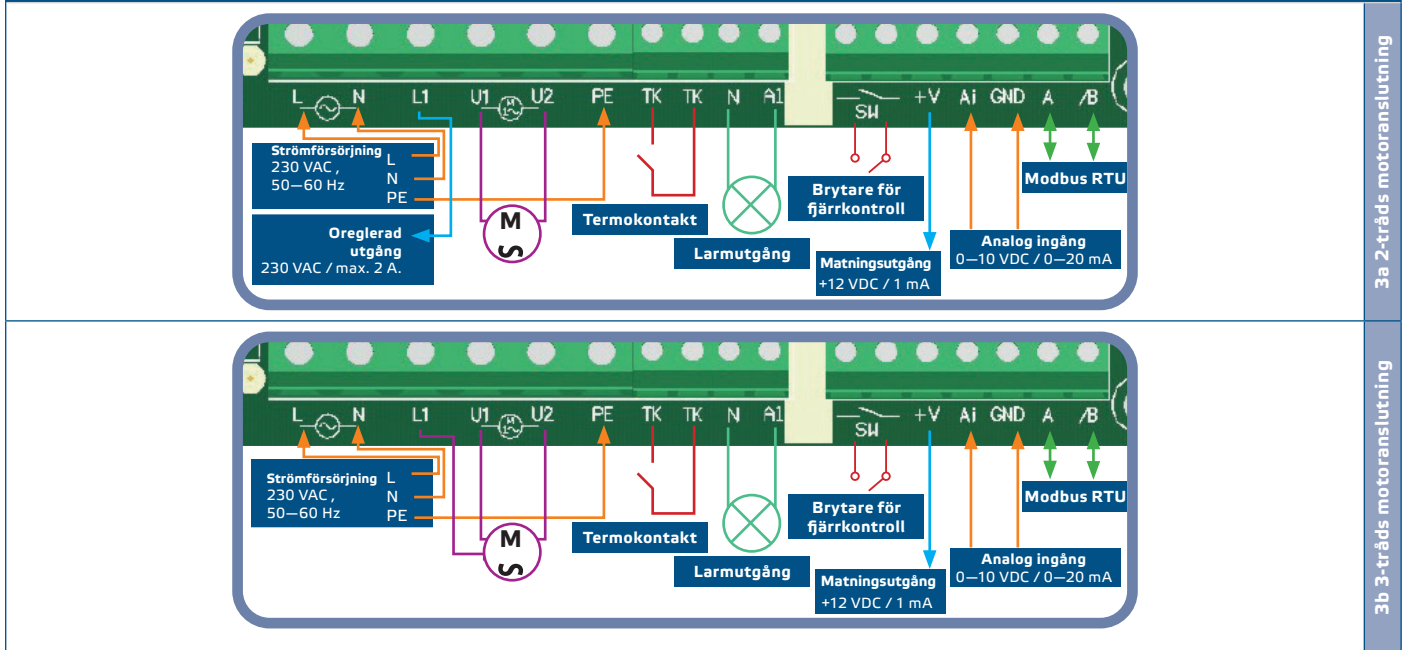 L N L1 U1 M 1~ U2 PE TK TK N A1 SW +V Ai GND A /B
Strömförsörjning
230 VAC ,
50—60 Hz
L
N
PE
Oreglerad
utgång
230 VAC / max. 2 A.
M
Termokontakt
Larmutgång
Brytare för
fjärrkontroll
Matningsutgång
+12 VDC / 1 mA
Analog ingång
0—10 VDC / 0—20 mA
Modbus RTU
3a 2-tråds motoranslutning
L N L1 U1 M 1~ U2 PE TK TK N A1 SW +V Ai GND A /B
Strömförsörjning
230 VAC ,
50—60 Hz
L
N
PE
M
Termokontakt
Larmutgång
Brytare för
fjärrkontroll
Matningsutgång
+12 VDC / 1 mA
Analog ingång
0—10 VDC / 0—20 mA
Modbus RTU
3b 3-tråds motoranslutning